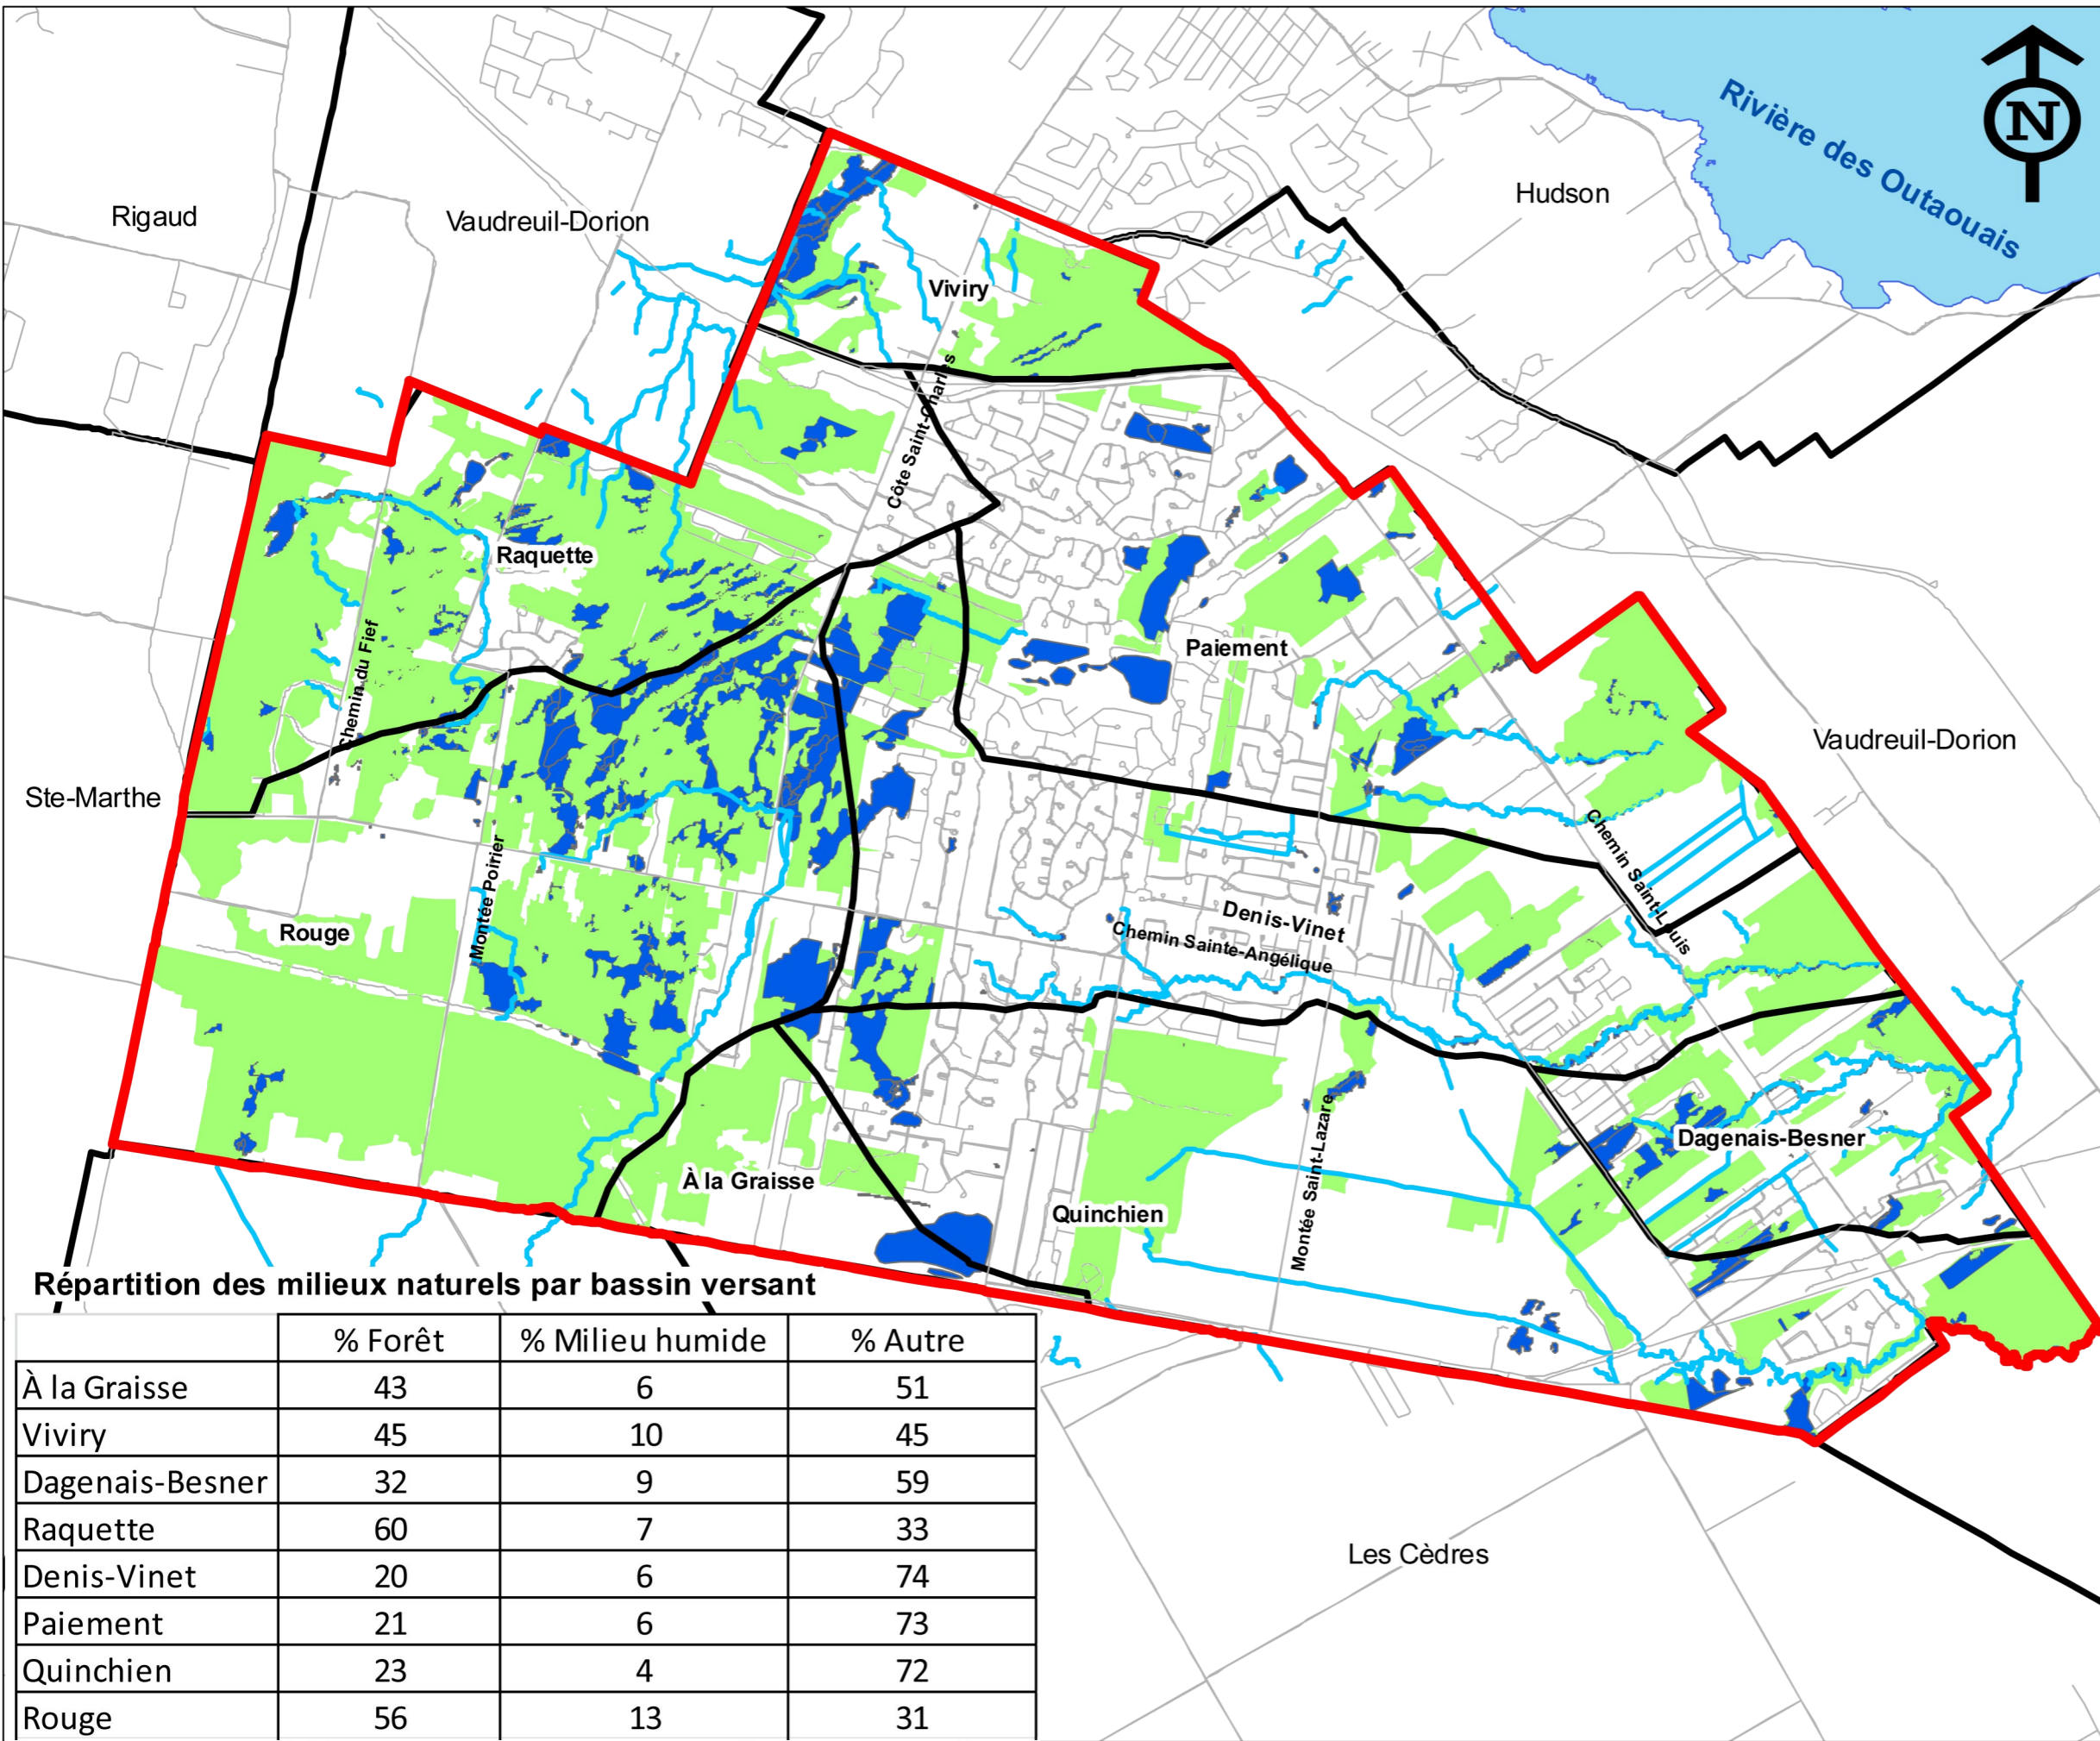 Rivière des Outaouais
N
Hudson
Rigaud
Vaudreuil-Dorion
Viviry
Côte Saint-Charles
Raquette
Chemin du Fief
Paiement
Vaudreuil-Dorion
Ste-Marthe
Chemin Saint-Louis
Montée Poirier
Rouge
Denis-Vinet
Chemin Sainte-Angélique
Dagenais-Besner
À la Graisse
Quinchien
Montée Saint-Lazare
Les Cèdres
Répartition des milieux naturels par bassin versant
% Forêt % Milieu humide % Autre
À la Graisse 43 6 51
Viviry 45 10 45
Dagenais-Besner 32 9 59
Raquette 60 7 33
Denis-Vinet 20 6 74
Paiement 21 6 73
Quinchien 23 4 72
Rouge 56 13 31